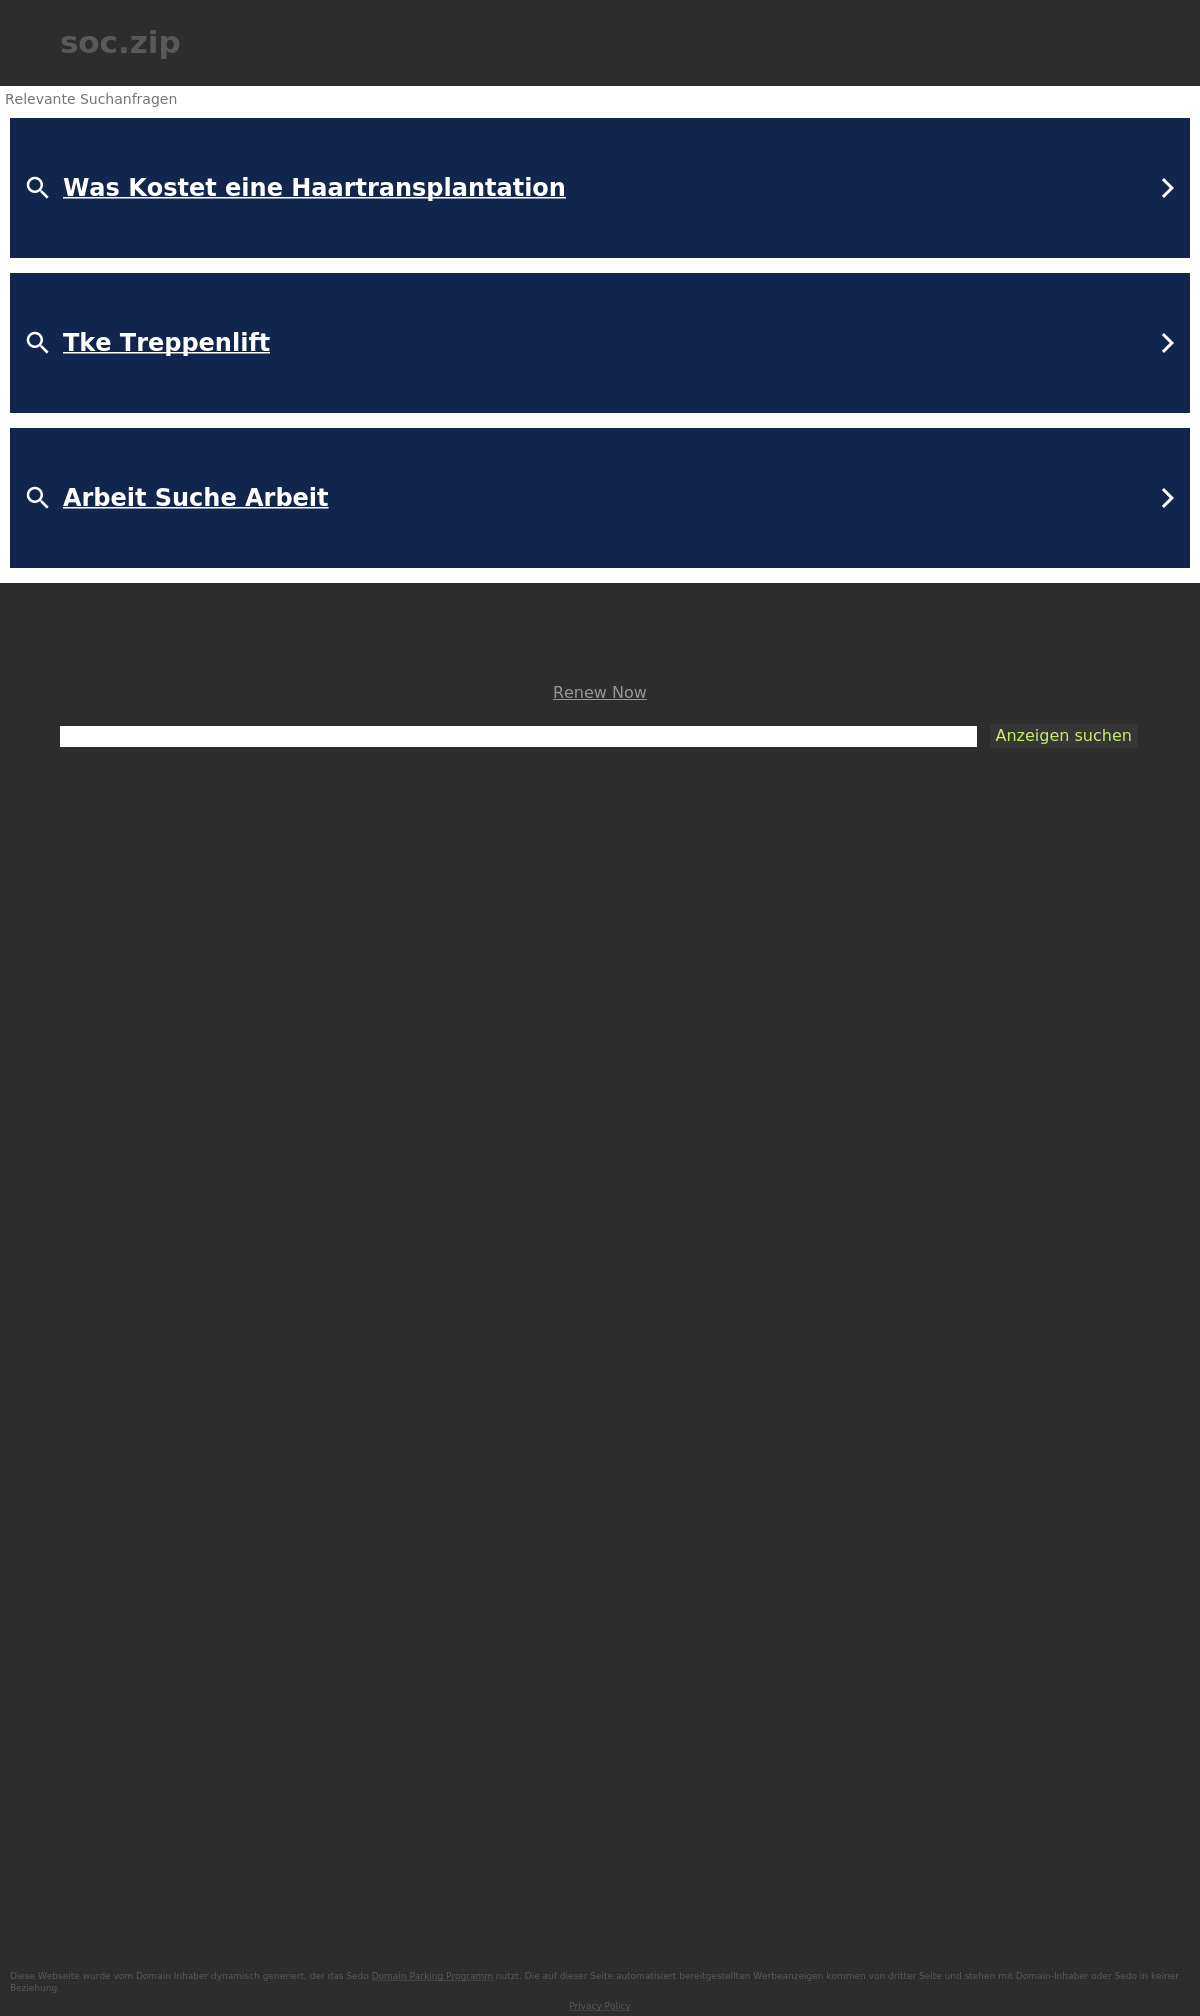 soc.zip
Relevante Suchanfragen
Was Kostet eine Haartransplantation
Tke Treppenlift
Arbeit Suche Arbeit
Renew Now
Anzeigen suchen
Diese Webseite wurde vom Domain Inhaber dynamisch generiert, der das Sedo Domain Parking Programm nutzt. Die auf dieser Seite automatisiert bereitgestellten Werbeanzeigen kommen von dritter Seite und stehen mit Domain-Inhaber oder Sedo in keiner
Beziehung.
Privacy Policy